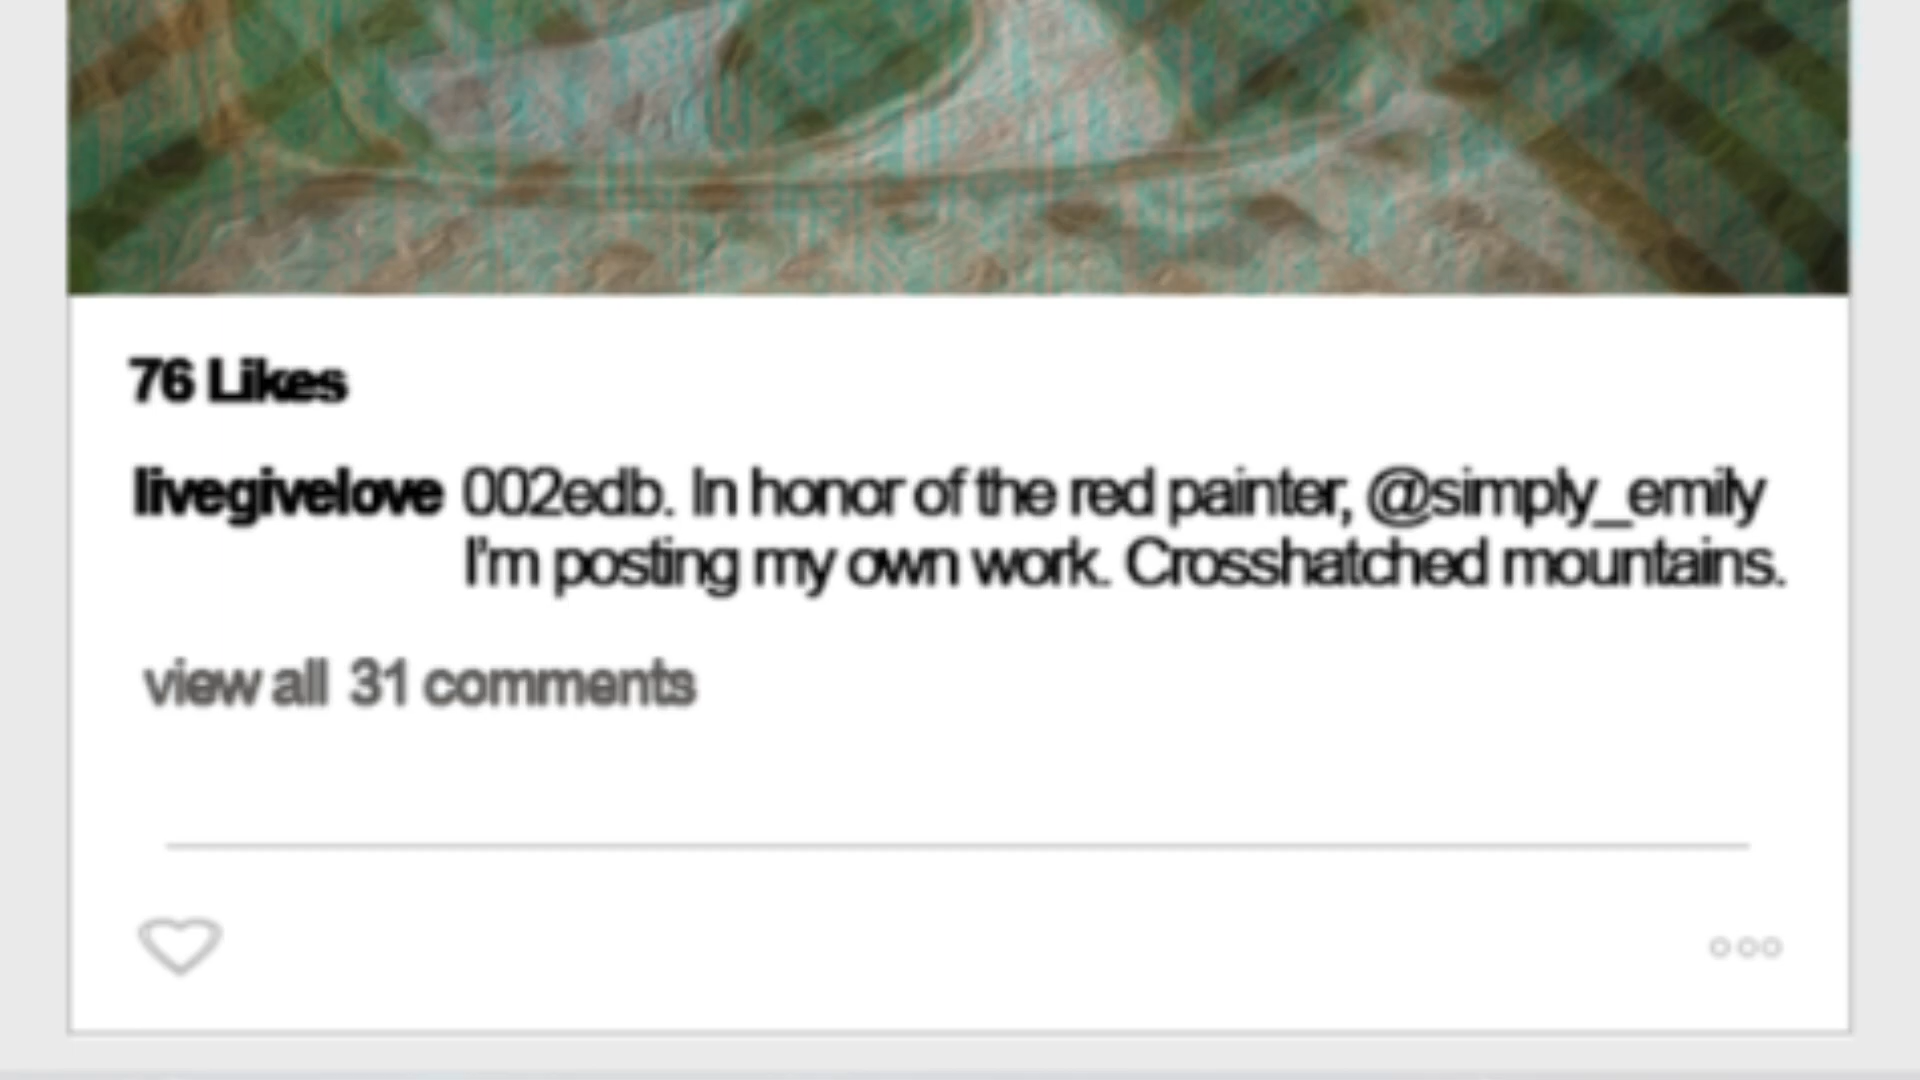 76 Likes
livegivelove 002edb. In honor of the red painter, @simply_emily
I'm posting my own work. Crosshatched mountains.
view all 31 comments